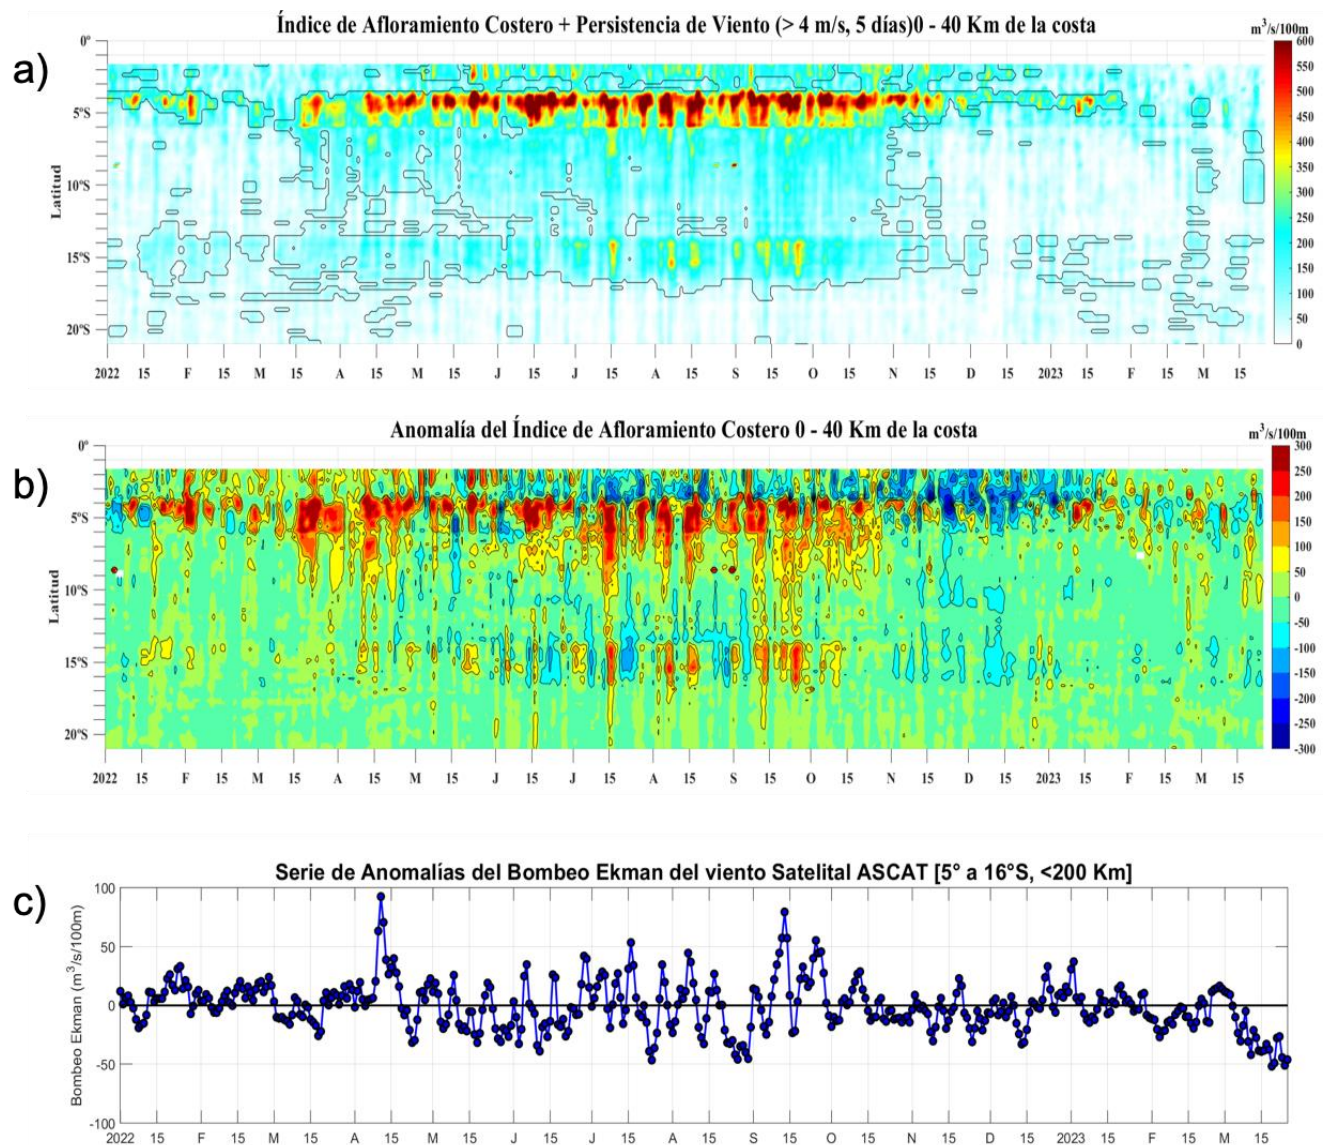 Índice de Afloramiento Costero + Persistencia de Viento (> 4 m/s, 5 días)0 - 40 Km de la costa
m³/s/100m
a)
Latitud
0°
5°S
10°S
15°S
20°S
600
550
500
450
400
350
300
250
200
150
100
50
0
2022 15 F 15 M 15 A 15 M 15 J 15 J 15 A 15 S 15 O 15 N 15 D 15 2023 15 F 15 M 15
Anomalía del Índice de Afloramiento Costero 0 - 40 Km de la costa
m³/s/100m
b)
Latitud
0°
5°S
10°S
15°S
20°S
300
250
200
150
100
50
0
-50
-100
-150
-200
-250
-300
2022 15 F 15 M 15 A 15 M 15 J 15 J 15 A 15 S 15 O 15 N 15 D 15 2023 15 F 15 M 15
Serie de Anomalías del Bombeo Ekman del viento Satelital ASCAT [5° a 16°S, <200 Km]
c)
Bombeo Ekman (m³/s/100m)
100
50
0
-50
-100
2022 15 F 15 M 15 A 15 M 15 J 15 J 15 A 15 S 15 O 15 N 15 D 15 2023 15 F 15 M 15